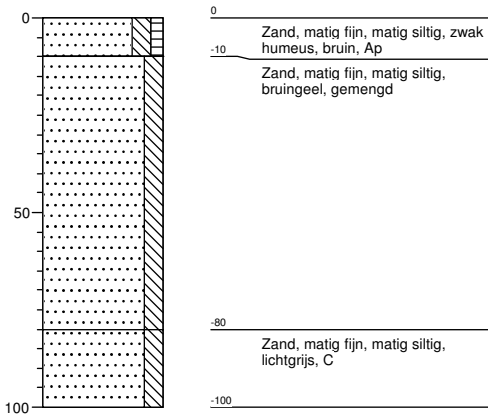 0
50
100
0
Zand, matig fijn, matig siltig, zwak
humeus, bruin, Ap
-10
Zand, matig fijn, matig siltig,
bruingeel, gemengd
-80
Zand, matig fijn, matig siltig,
lichtgrijs, C
-100